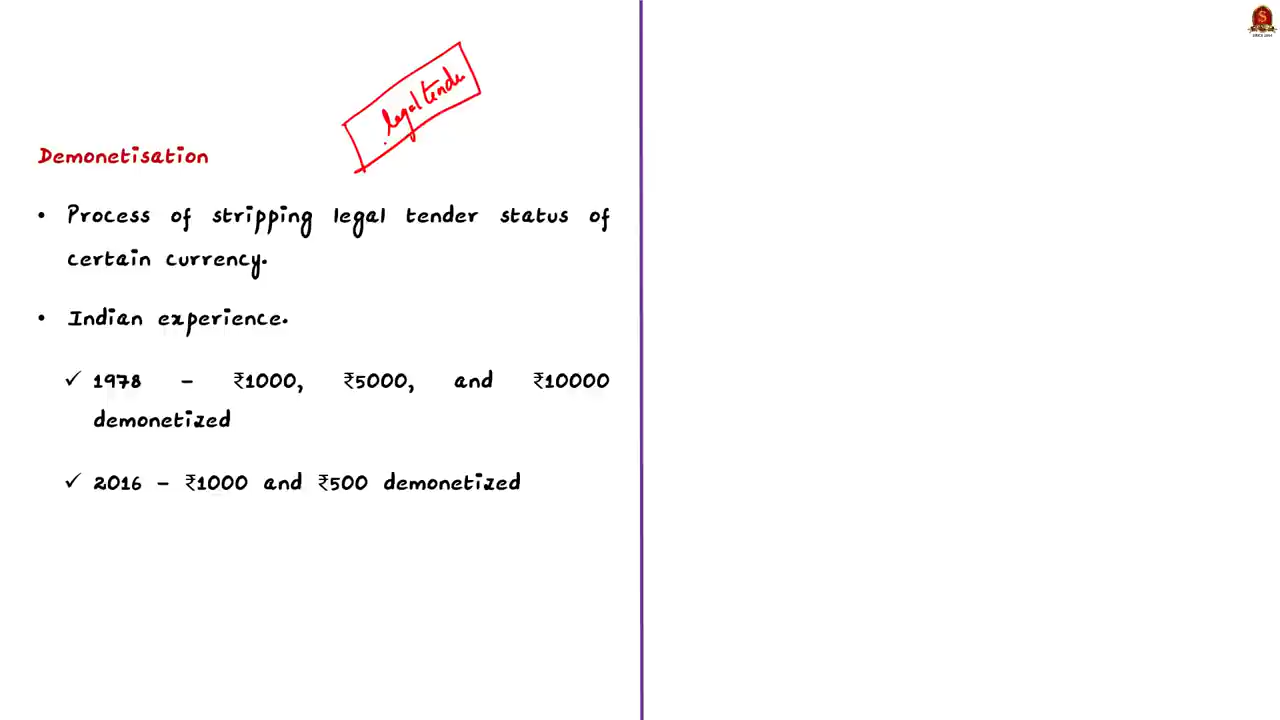 legal tender
Demonetisation
• Process of stripping legal tender status of
certain currency.
• Indian experience.
✓ 1978 – ₹1000, ₹5000, and ₹10000
demonetized
✓ 2016 – ₹1000 and ₹500 demonetized